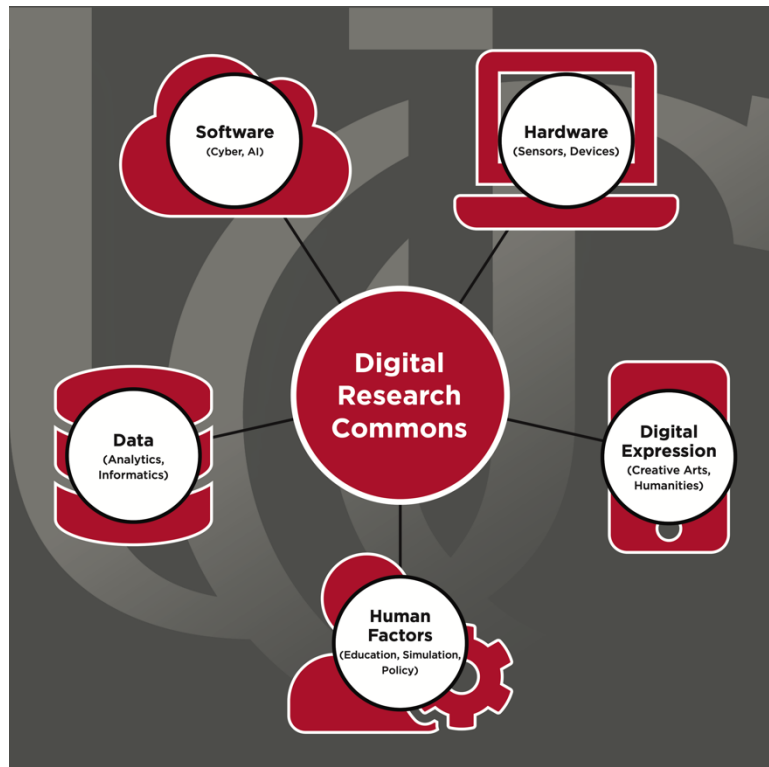 Software
(Cyber, AI)
Hardware
(Sensors, Devices)
Digital
Research
Commons
Data
(Analytics,
Informatics)
Digital
Expression
(Creative Arts,
Humanities)
Human
Factors
(Education, Simulation,
Policy)